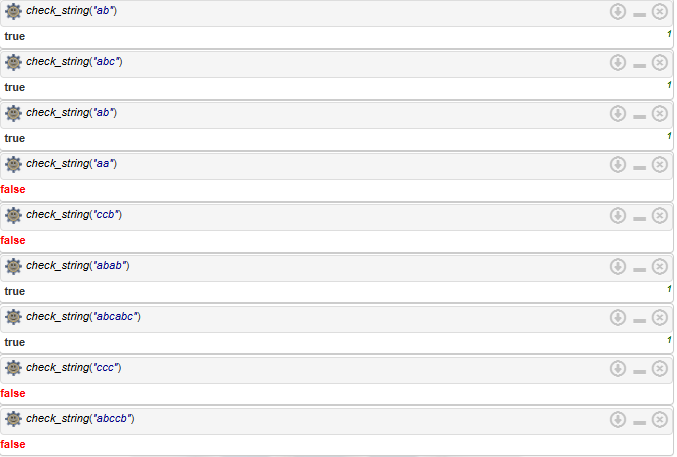 check_string("ab")
true 1
check_string("abc")
true 1
check_string("ab")
true 1
check_string("aa")
false
check_string("ccb")
false
check_string("abab")
true 1
check_string("abcabc")
true 1
check_string("ccc")
false
check_string("abccb")
false